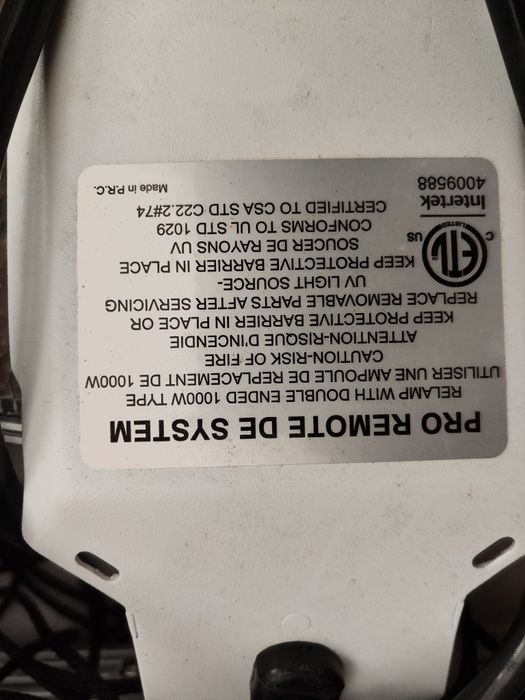 PRO REMOTE DE SYSTEM
RELAMP WITH DOUBLE ENDED 1000W TYPE
UTILISER UNE AMPOULE DE REPLACEMENT DE 1000W
CAUTION-RISK OF FIRE
ATTENTION-RISQUE D'INCENDIE
KEEP PROTECTIVE BARRIER IN PLACE OR
REPLACE REMOVABLE PARTS AFTER SERVICING
UV LIGHT SOURCE-
KEEP PROTECTIVE BARRIER IN PLACE
SOUCER DE RAYONS UV
CONFORMS TO UL STD 1029
CERTIFIED TO CSA STD C22.2#74
ETL
LISTED
C US
Intertek
4009588
Made in P.R.C.